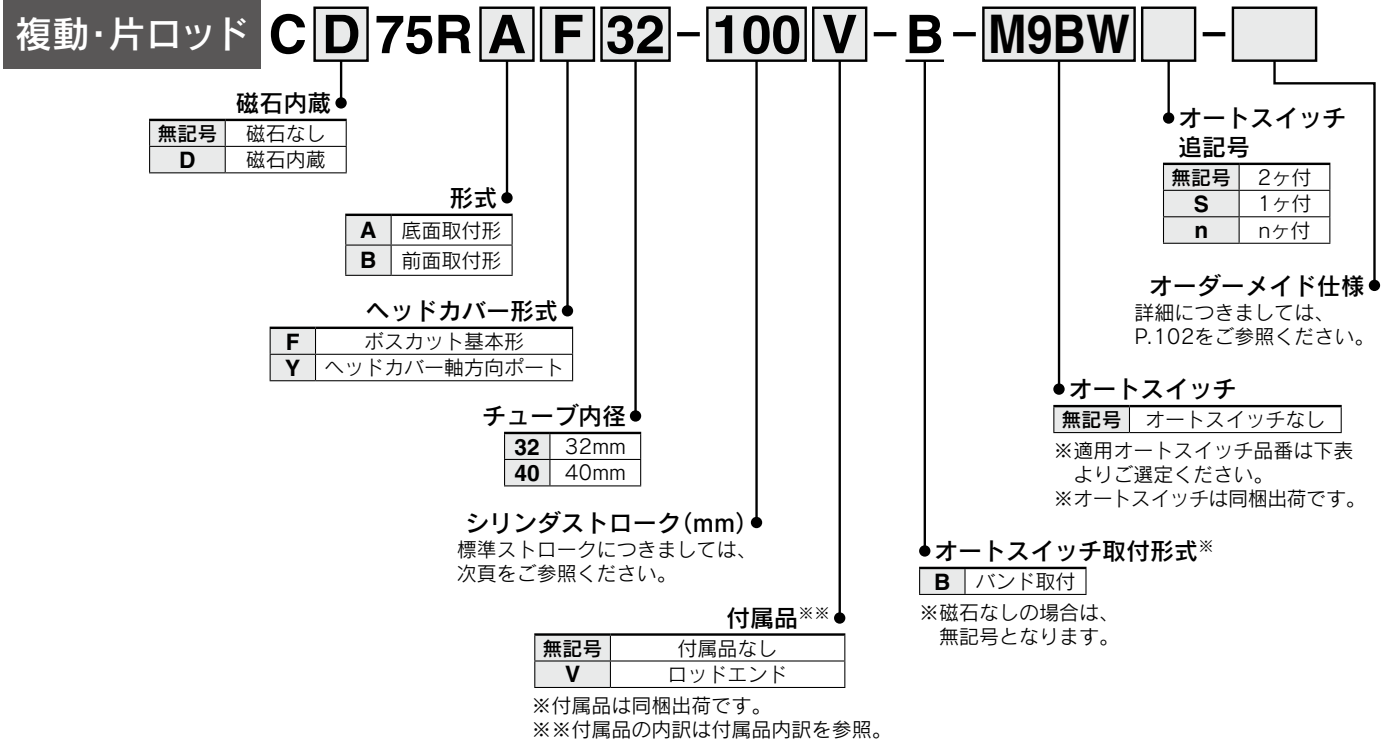 複動・片ロッド CD75RAF32-100V-B-M9BW□-□
磁石内蔵
無記号 磁石なし
D 磁石内蔵
形式
A 底面取付形
B 前面取付形
ヘッドカバー形式
F ボスカット基本形
Y ヘッドカバー軸方向ポート
チューブ内径
32 32mm
40 40mm
シリンダストローク(mm)
標準ストロークにつきましては、
次頁をご参照ください。
付属品※※
無記号 付属品なし
V ロッドエンド
※付属品は同梱出荷です。
※※付属品の内訳は付属品内訳を参照。
オートスイッチ取付形式※
B バンド取付
※磁石なしの場合は、
無記号となります。
オートスイッチ
無記号 オートスイッチなし
※適用オートスイッチ品番は下表
よりご選定ください。
※オートスイッチは同梱出荷です。
オートスイッチ
追記号
無記号 2ヶ付
S 1ヶ付
n nヶ付
オーダーメイド仕様
詳細につきましては、
P.102をご参照ください。